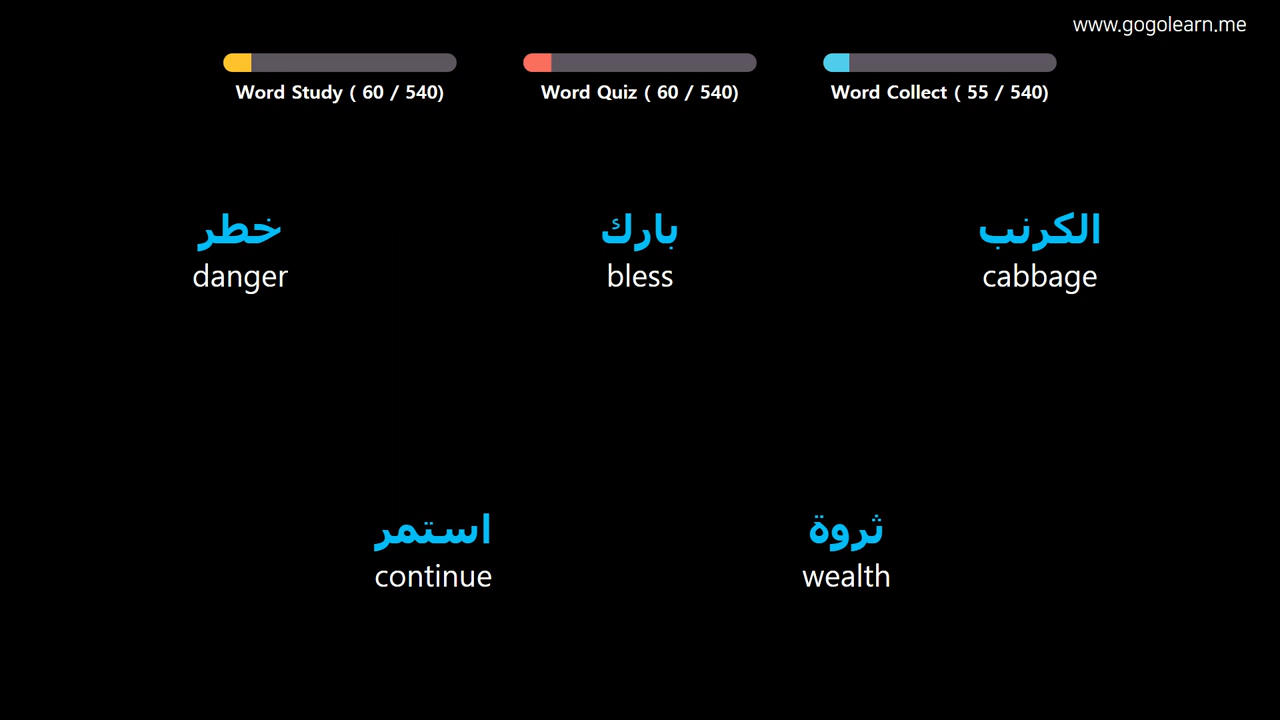 www.gogolearn.me
Word Study ( 60 / 540)
Word Quiz ( 60 / 540)
Word Collect ( 55 / 540)
خطر
danger
بارك
bless
الكرنب
cabbage
استمر
continue
ثروة
wealth